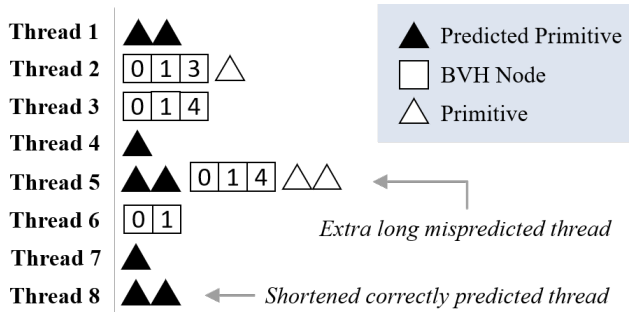 Thread 1
Predicted Primitive
Thread 2 0 1 3
BVH Node
Thread 3 0 1 4
Primitive
Thread 4
Thread 5 0 1 4
Thread 6 0 1
Extra long mispredicted thread
Thread 7
Thread 8
Shortened correctly predicted thread